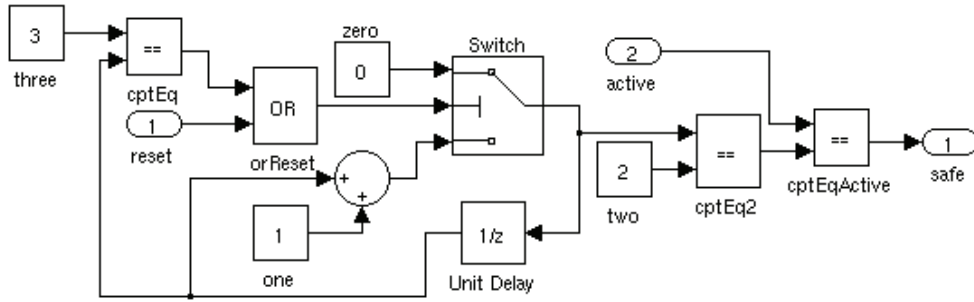 zero
Switch
3
==
0
2
three
cptEq
active
OR
1
reset
orReset
+
+
==
==
1
2
cptEqActive
safe
two
cptEq2
1
1/z
one
Unit Delay